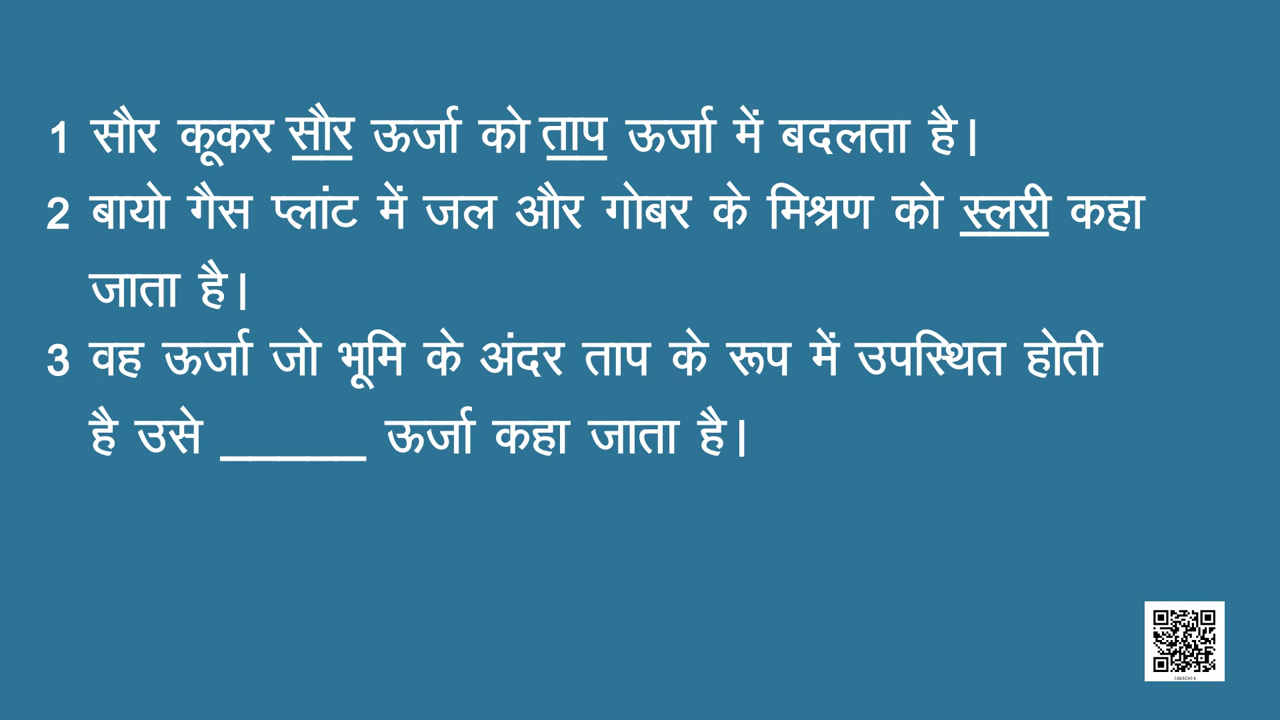 1 सौर कूकर सौर ऊर्जा को ताप ऊर्जा में बदलता है।
2 बायो गैस प्लांट में जल और गोबर के मिश्रण को स्लरी कहा
जाता है।
3 वह ऊर्जा जो भूमि के अंदर ताप के रूप में उपस्थित होती
है उसे _____ ऊर्जा कहा जाता है।